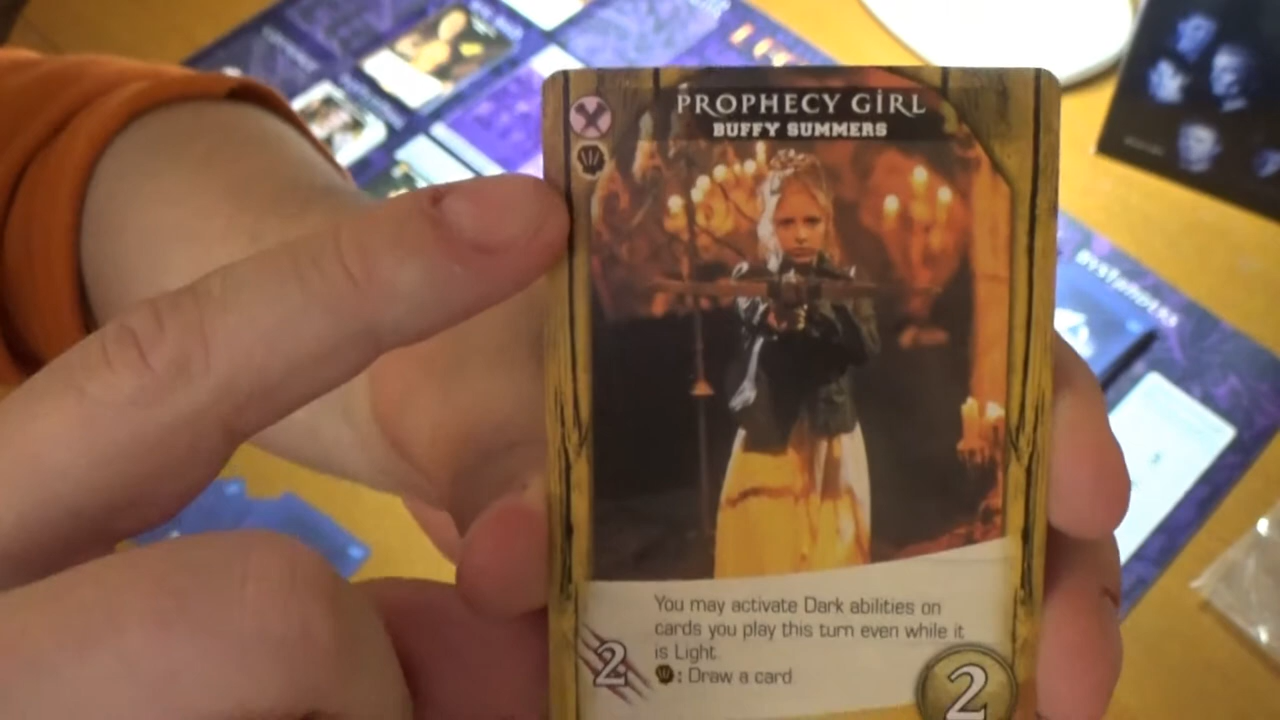 PROPHECY GIRL
BUFFY SUMMERS
You may activate Dark abilities on
cards you play this turn even while it
is Light.
: Draw a card
2
2
BYSTANDERS